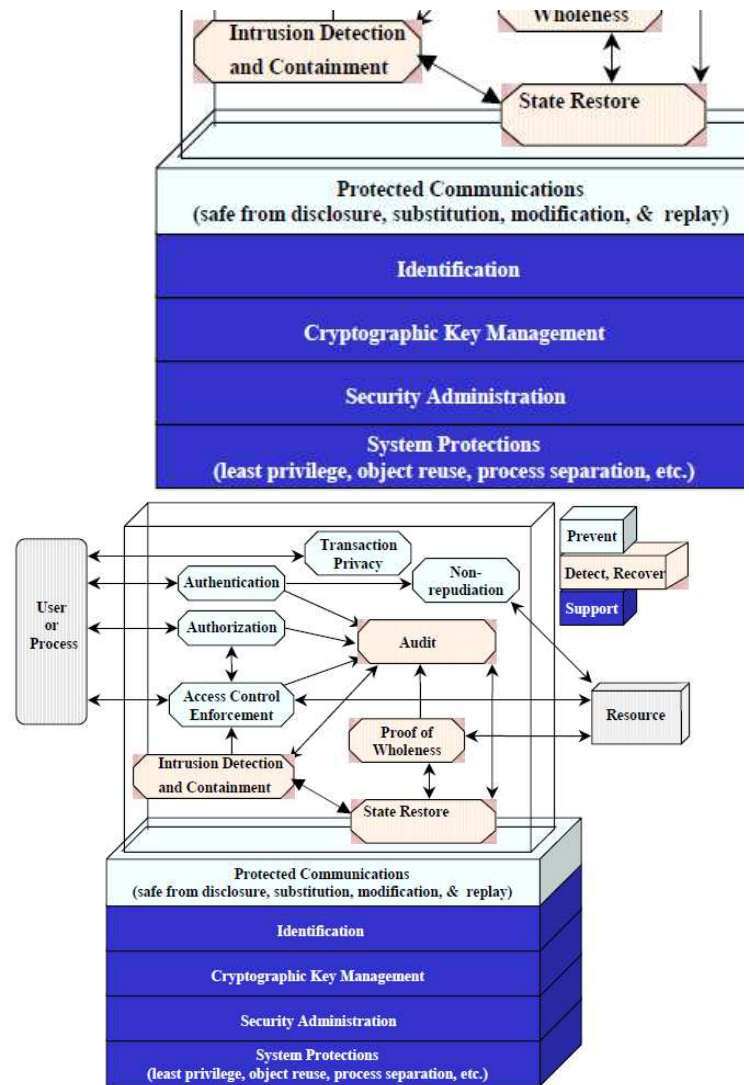 Wholeness
Intrusion Detection
and Containment
State Restore
Protected Communications
(safe from disclosure, substitution, modification, & replay)
Identification
Cryptographic Key Management
Security Administration
System Protections
(least privilege, object reuse, process separation, etc.)
User
or
Process
Transaction
Privacy
Authentication
Non-
repudiation
Authorization
Audit
Access Control
Enforcement
Proof of
Wholeness
Intrusion Detection
and Containment
State Restore
Prevent
Detect, Recover
Support
Resource
Protected Communications
(safe from disclosure, substitution, modification, & replay)
Identification
Cryptographic Key Management
Security Administration
System Protections
(least privilege, object reuse, process separation, etc.)